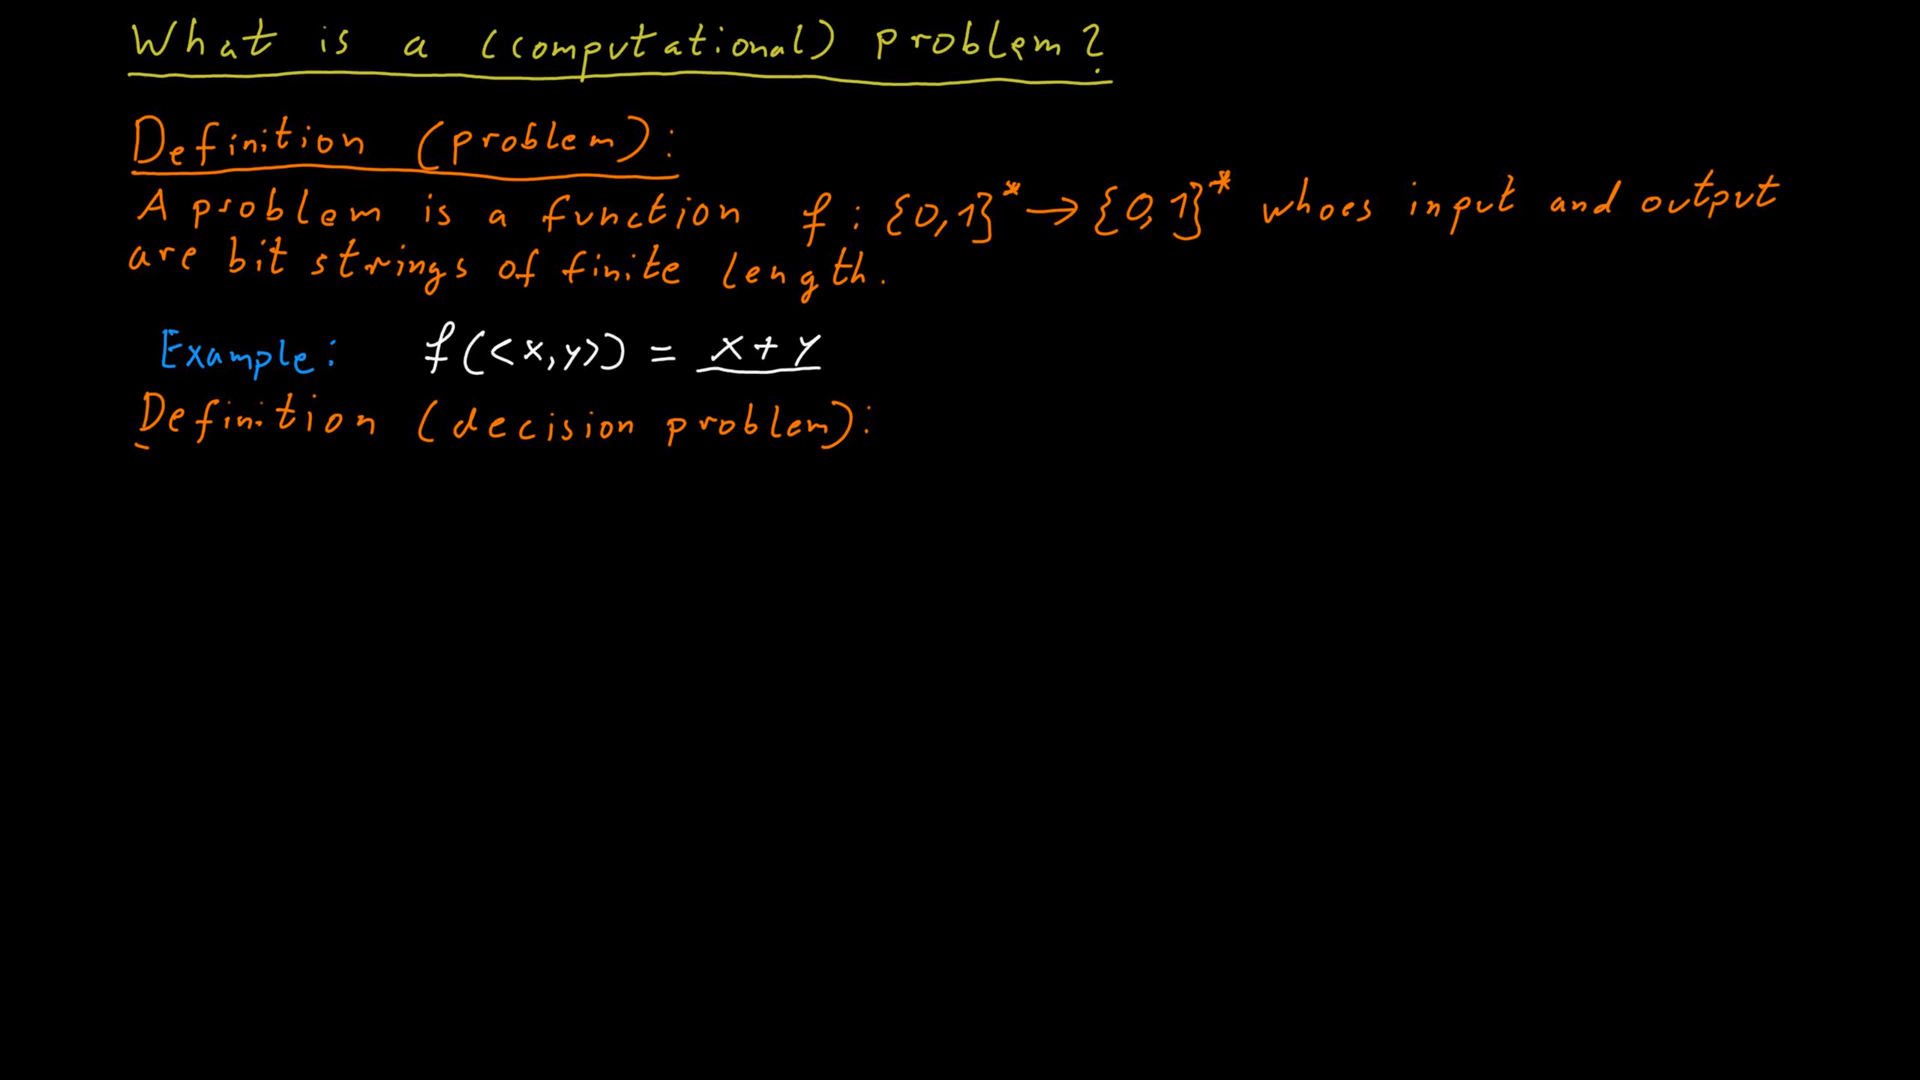 What is a (computational) problem?
Definition (problem):
A problem is a function f : {0,1}* → {0,1}* whoes input and output
are bit strings of finite length.
Example: f(<x,y>) = x+y
Definition (decision problem):